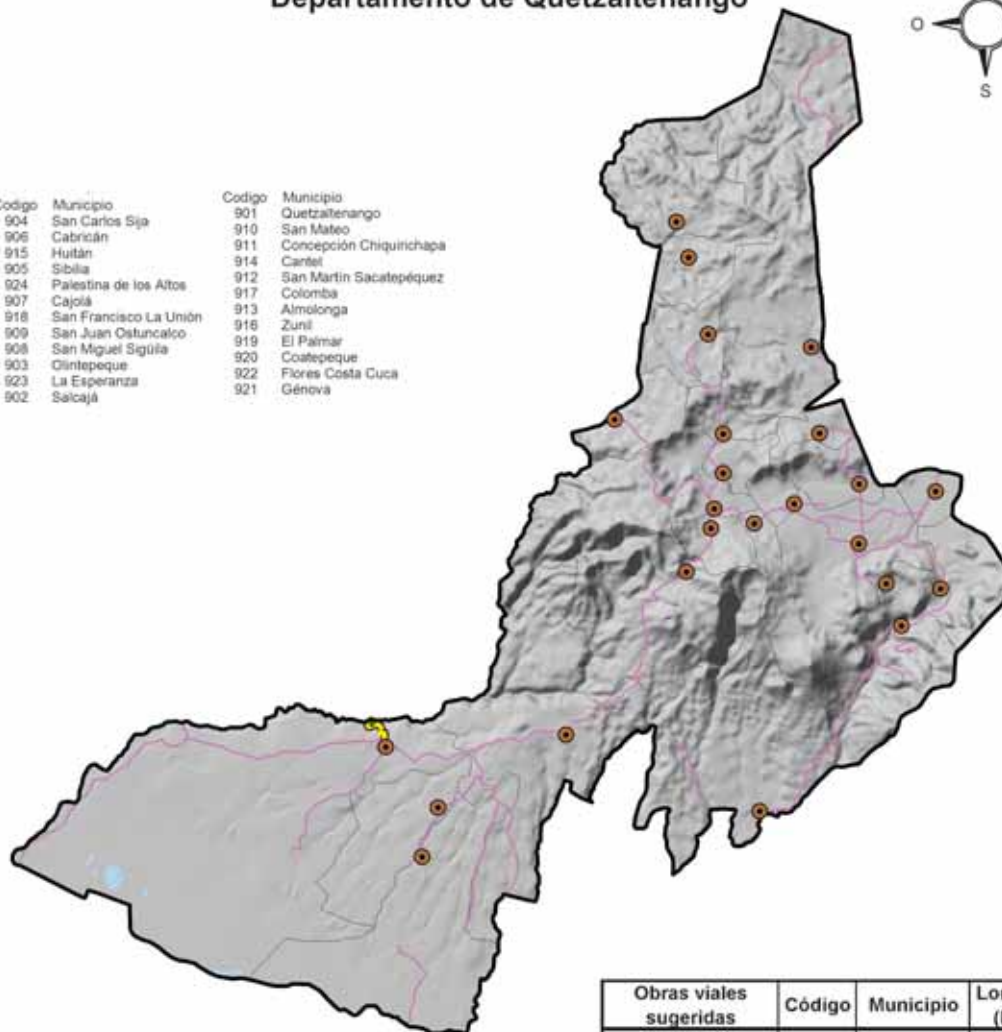 Departamento de Quetzaltenango
O
S
Codigo Municipio
904 San Carlos Sija
906 Cabricán
915 Huitán
905 Sibilia
924 Palestina de los Altos
907 Cajolá
918 San Francisco La Unión
909 San Juan Ostuncalco
908 San Miguel Sigüila
903 Olintepeque
923 La Esperanza
902 Salcajá
Codigo Municipio
901 Quetzaltenango
910 San Mateo
911 Concepción Chiquirichapa
914 Cantel
912 San Martín Sacatepéquez
917 Colomba
913 Almolonga
916 Zunil
919 El Palmar
920 Coatepeque
922 Flores Costa Cuca
921 Génova
Obras viales
sugeridas
Código
Municipio